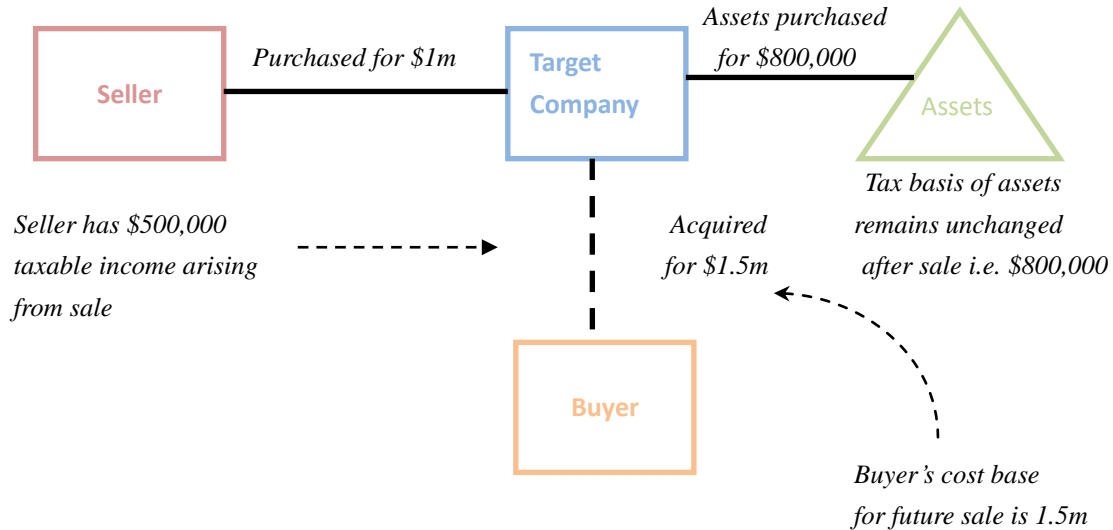 Seller
Purchased for $1m
Target
Company
Assets purchased
for $800,000
Assets
Seller has $500,000
taxable income arising
from sale
Acquired
for $1.5m
Tax basis of assets
remains unchanged
after sale i.e. $800,000
Buyer
Buyer’s cost base
for future sale is 1.5m